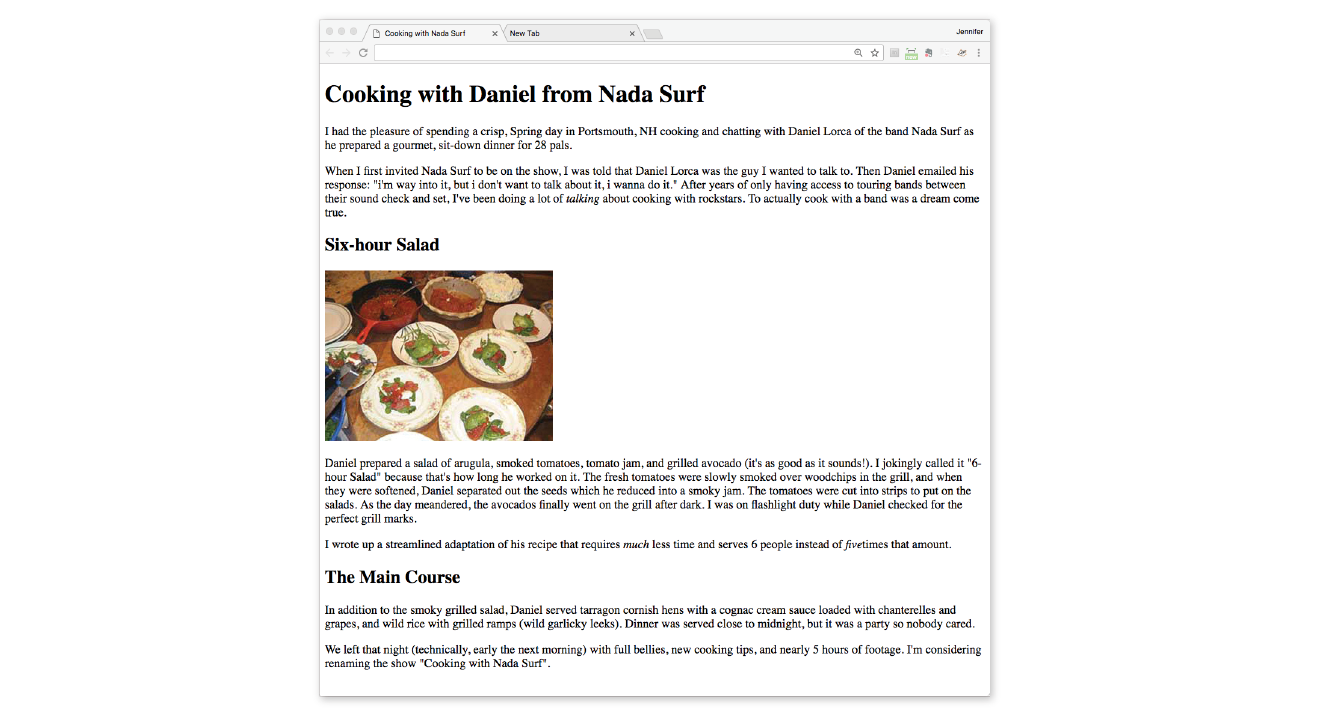 Cooking with Nada Surf
New Tab
Jennifer
Cooking with Daniel from Nada Surf
I had the pleasure of spending a crisp, Spring day in Portsmouth, NH cooking and chatting with Daniel Lorca of the band Nada Surf as
he prepared a gourmet, sit-down dinner for 28 pals.
When I first invited Nada Surf to be on the show, I was told that Daniel Lorca was the guy I wanted to talk to. Then Daniel emailed his
response: "i'm way into it, but i don't want to talk about it, i wanna do it." After years of only having access to touring bands between
their sound check and set, I've been doing a lot of talking about cooking with rockstars. To actually cook with a band was a dream come
true.
Six-hour Salad
Daniel prepared a salad of arugula, smoked tomatoes, tomato jam, and grilled avocado (it's as good as it sounds!). I jokingly called it "6-
hour Salad" because that's how long he worked on it. The fresh tomatoes were slowly smoked over woodchips in the grill, and when
they were softened, Daniel separated out the seeds which he reduced into a smoky jam. The tomatoes were cut into strips to put on the
salads. As the day meandered, the avocados finally went on the grill after dark. I was on flashlight duty while Daniel checked for the
perfect grill marks.
I wrote up a streamlined adaptation of his recipe that requires much less time and serves 6 people instead of fivetimes that amount.
The Main Course
In addition to the smoky grilled salad, Daniel served tarragon cornish hens with a cognac cream sauce loaded with chanterelles and
grapes, and wild rice with grilled ramps (wild garlicky leeks). Dinner was served close to midnight, but it was a party so nobody cared.
We left that night (technically, early the next morning) with full bellies, new cooking tips, and nearly 5 hours of footage. I'm considering
renaming the show "Cooking with Nada Surf".